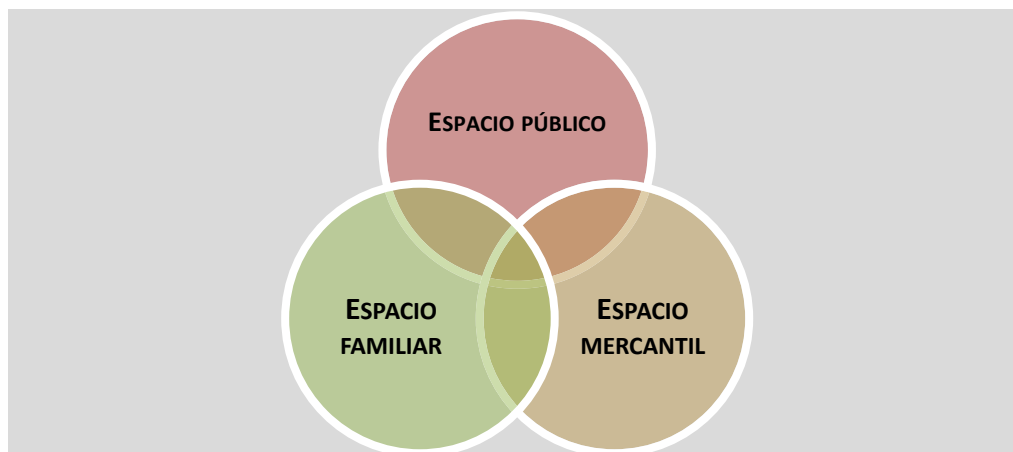 ESPACIO PÚBLICO
ESPACIO
FAMILIAR
ESPACIO
MERCANTIL